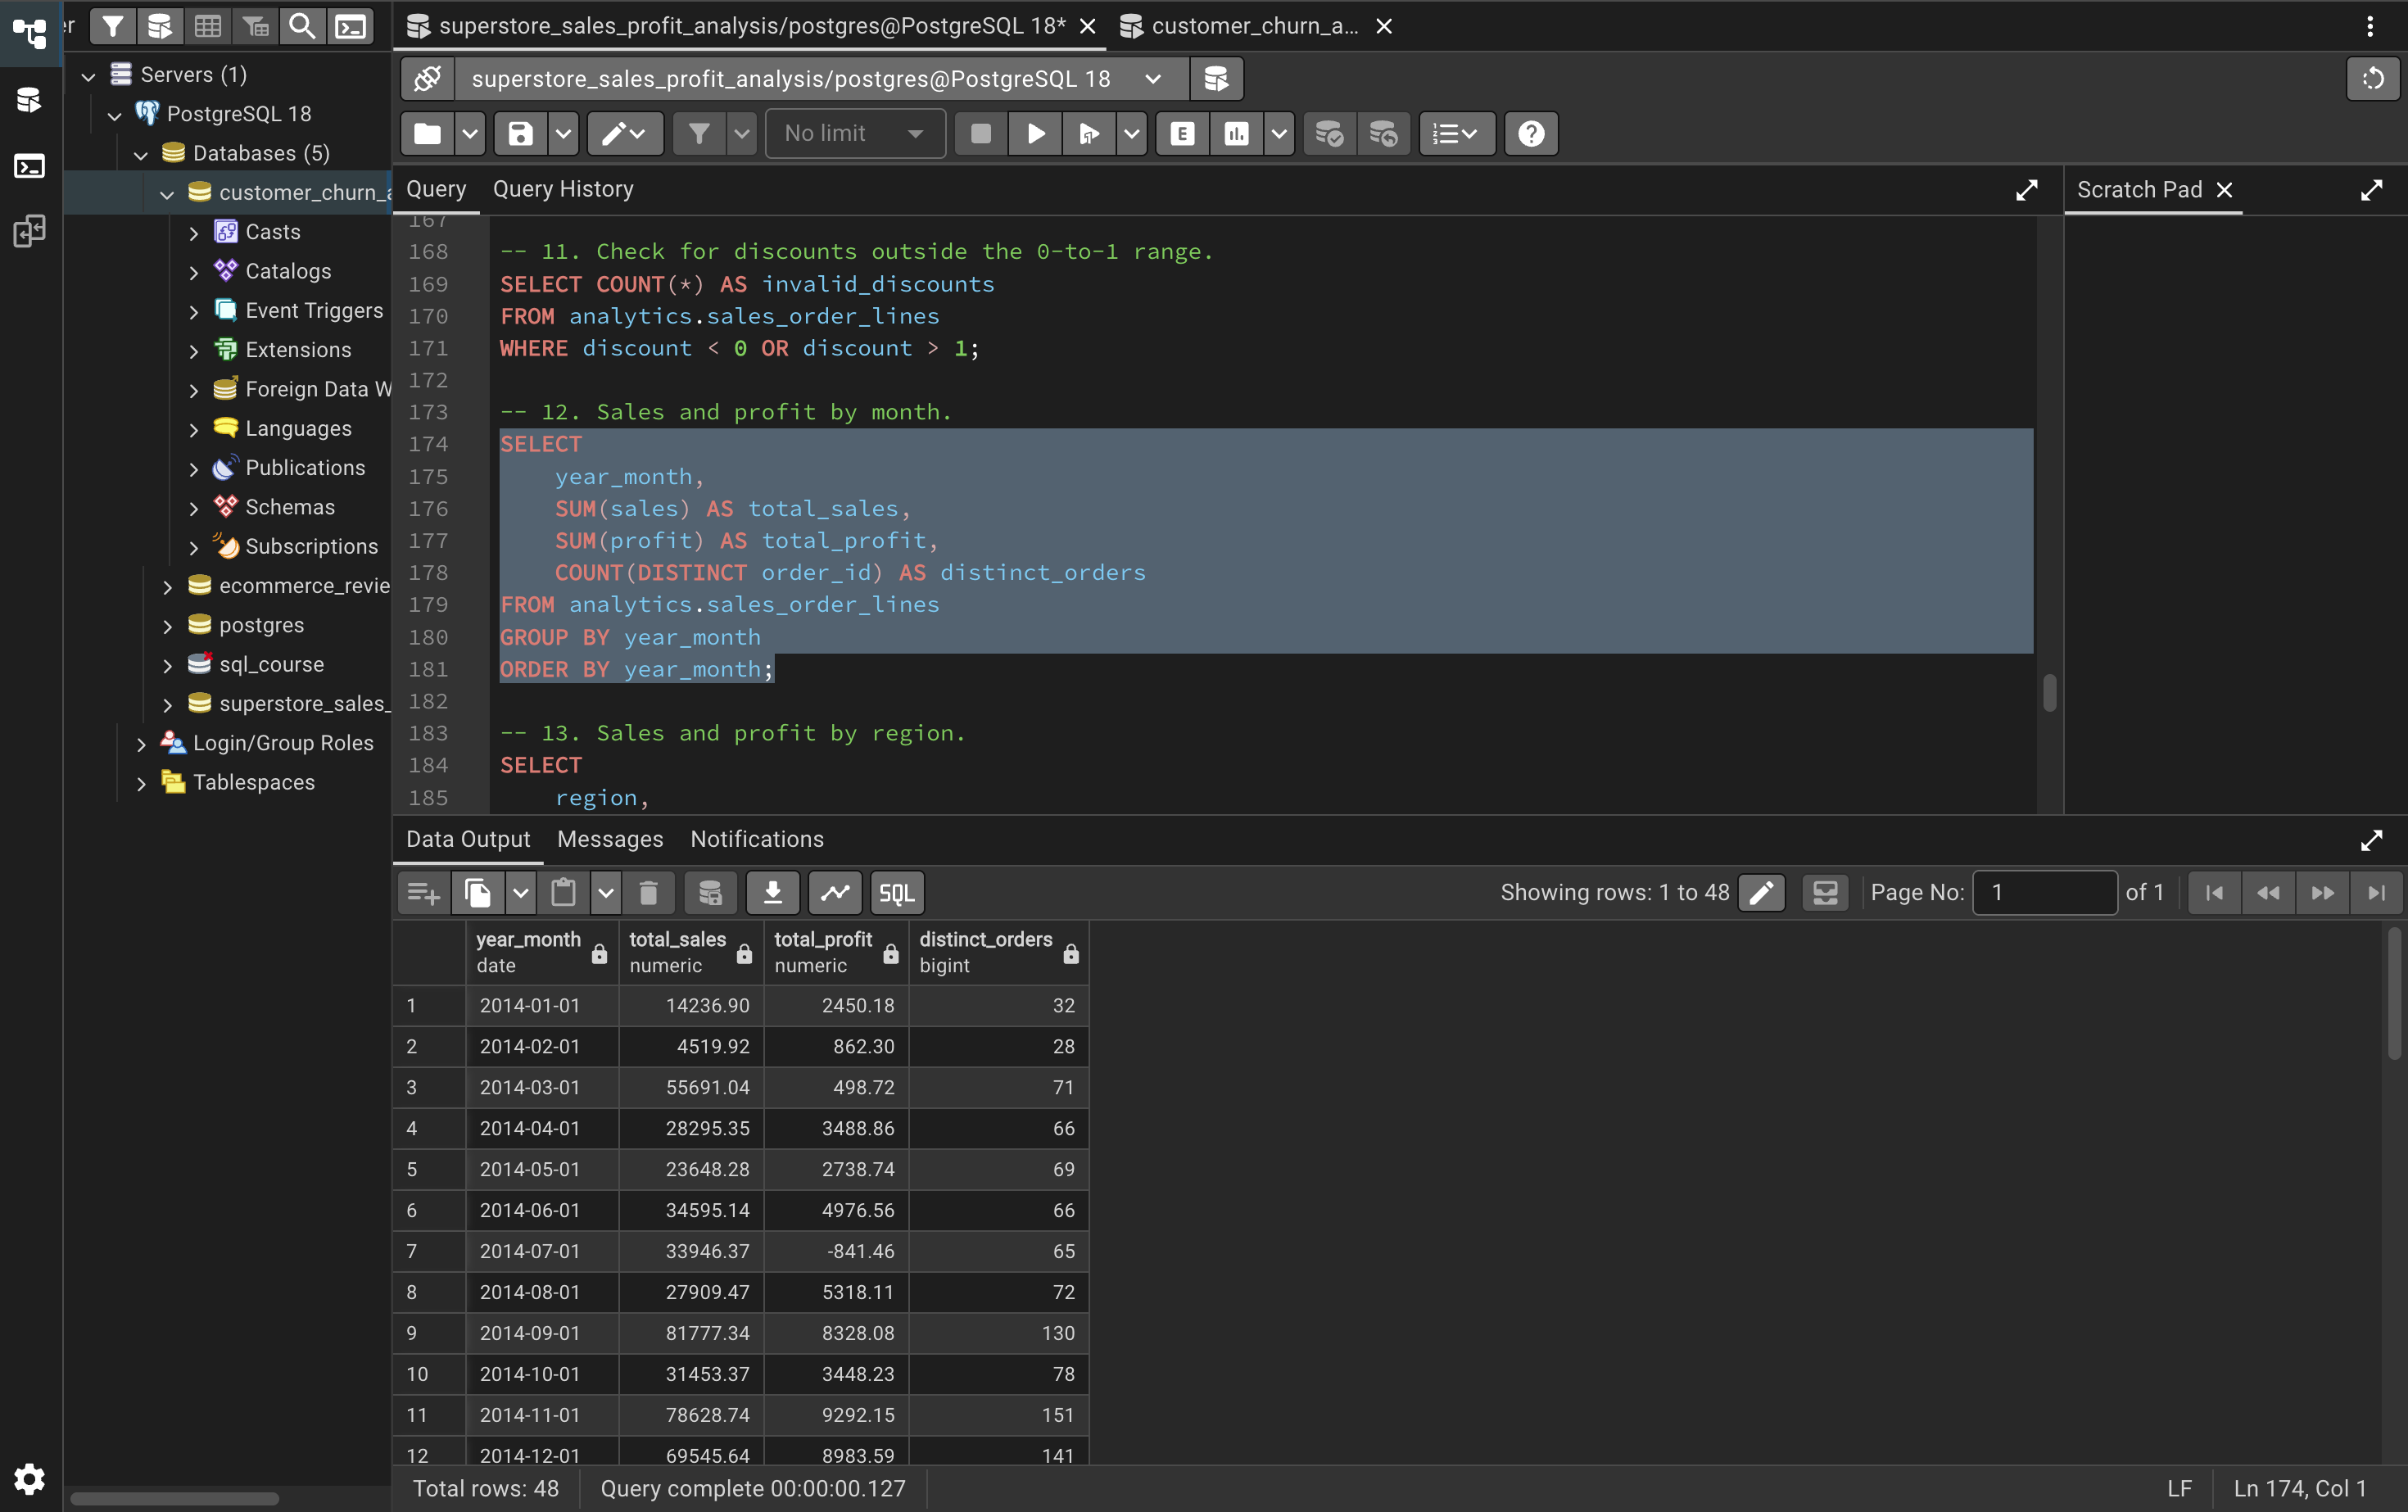 er
superstore_sales_profit_analysis/postgres@PostgreSQL 18*
customer_churn_a...
Servers (1)
PostgreSQL 18
Databases (5)
customer_churn_a
Casts
Catalogs
Event Triggers
Extensions
Foreign Data W
Languages
Publications
Schemas
Subscriptions
ecommerce_revie
postgres
sql_course
superstore_sales_
Login/Group Roles
Tablespaces
superstore_sales_profit_analysis/postgres@PostgreSQL 18
No limit
E
Query
Query History
Scratch Pad
167
168 -- 11. Check for discounts outside the 0-to-1 range.
169 SELECT COUNT(*) AS invalid_discounts
170 FROM analytics.sales_order_lines
171 WHERE discount < 0 OR discount > 1;
172
173 -- 12. Sales and profit by month.
174 SELECT
175 year_month,
176 SUM(sales) AS total_sales,
177 SUM(profit) AS total_profit,
178 COUNT(DISTINCT order_id) AS distinct_orders
179 FROM analytics.sales_order_lines
180 GROUP BY year_month
181 ORDER BY year_month;
182
183 -- 13. Sales and profit by region.
184 SELECT
185 region,
Data Output
Messages
Notifications
SQL
Showing rows: 1 to 48
Page No: 1 of 1
year_month total_sales total_profit distinct_orders
date numeric numeric bigint
1 2014-01-01 14236.90 2450.18 32
2 2014-02-01 4519.92 862.30 28
3 2014-03-01 55691.04 498.72 71
4 2014-04-01 28295.35 3488.86 66
5 2014-05-01 23648.28 2738.74 69
6 2014-06-01 34595.14 4976.56 66
7 2014-07-01 33946.37 -841.46 65
8 2014-08-01 27909.47 5318.11 72
9 2014-09-01 81777.34 8328.08 130
10 2014-10-01 31453.37 3448.23 78
11 2014-11-01 78628.74 9292.15 151
12 2014-12-01 69545.64 8983.59 141
Total rows: 48
Query complete 00:00:00.127
LF
Ln 174, Col 1